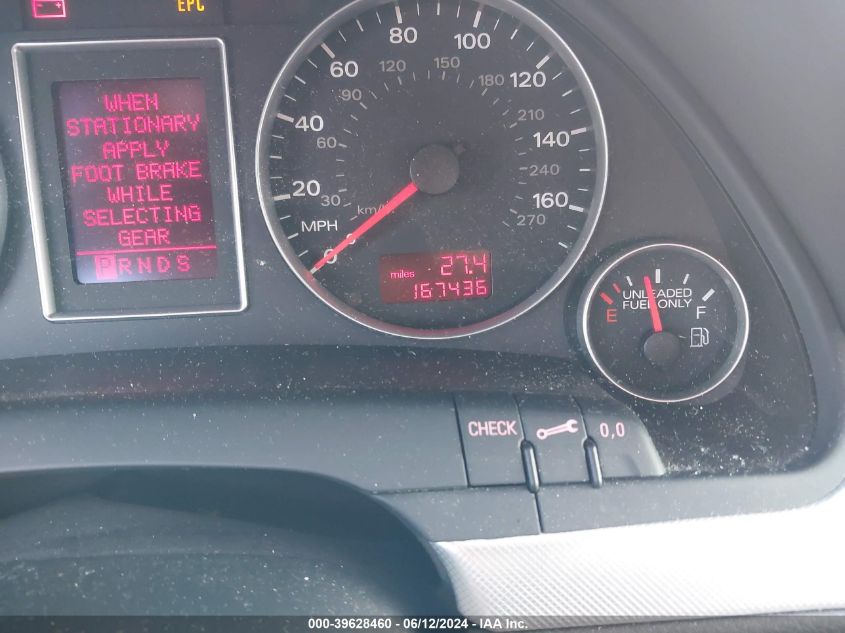 EPC
WHEN
STATIONARY
APPLY
FOOT BRAKE
WHILE
SELECTING
GEAR
PRNDS
0 20 40 60 80 100 120 140 160
30 60 90 120 150 180 210 240 270
MPH
km/h
miles 27.4
167436
UNLEADED
FUEL ONLY
E F
CHECK
0,0
000-39628460 - 06/12/2024 - IAA Inc.